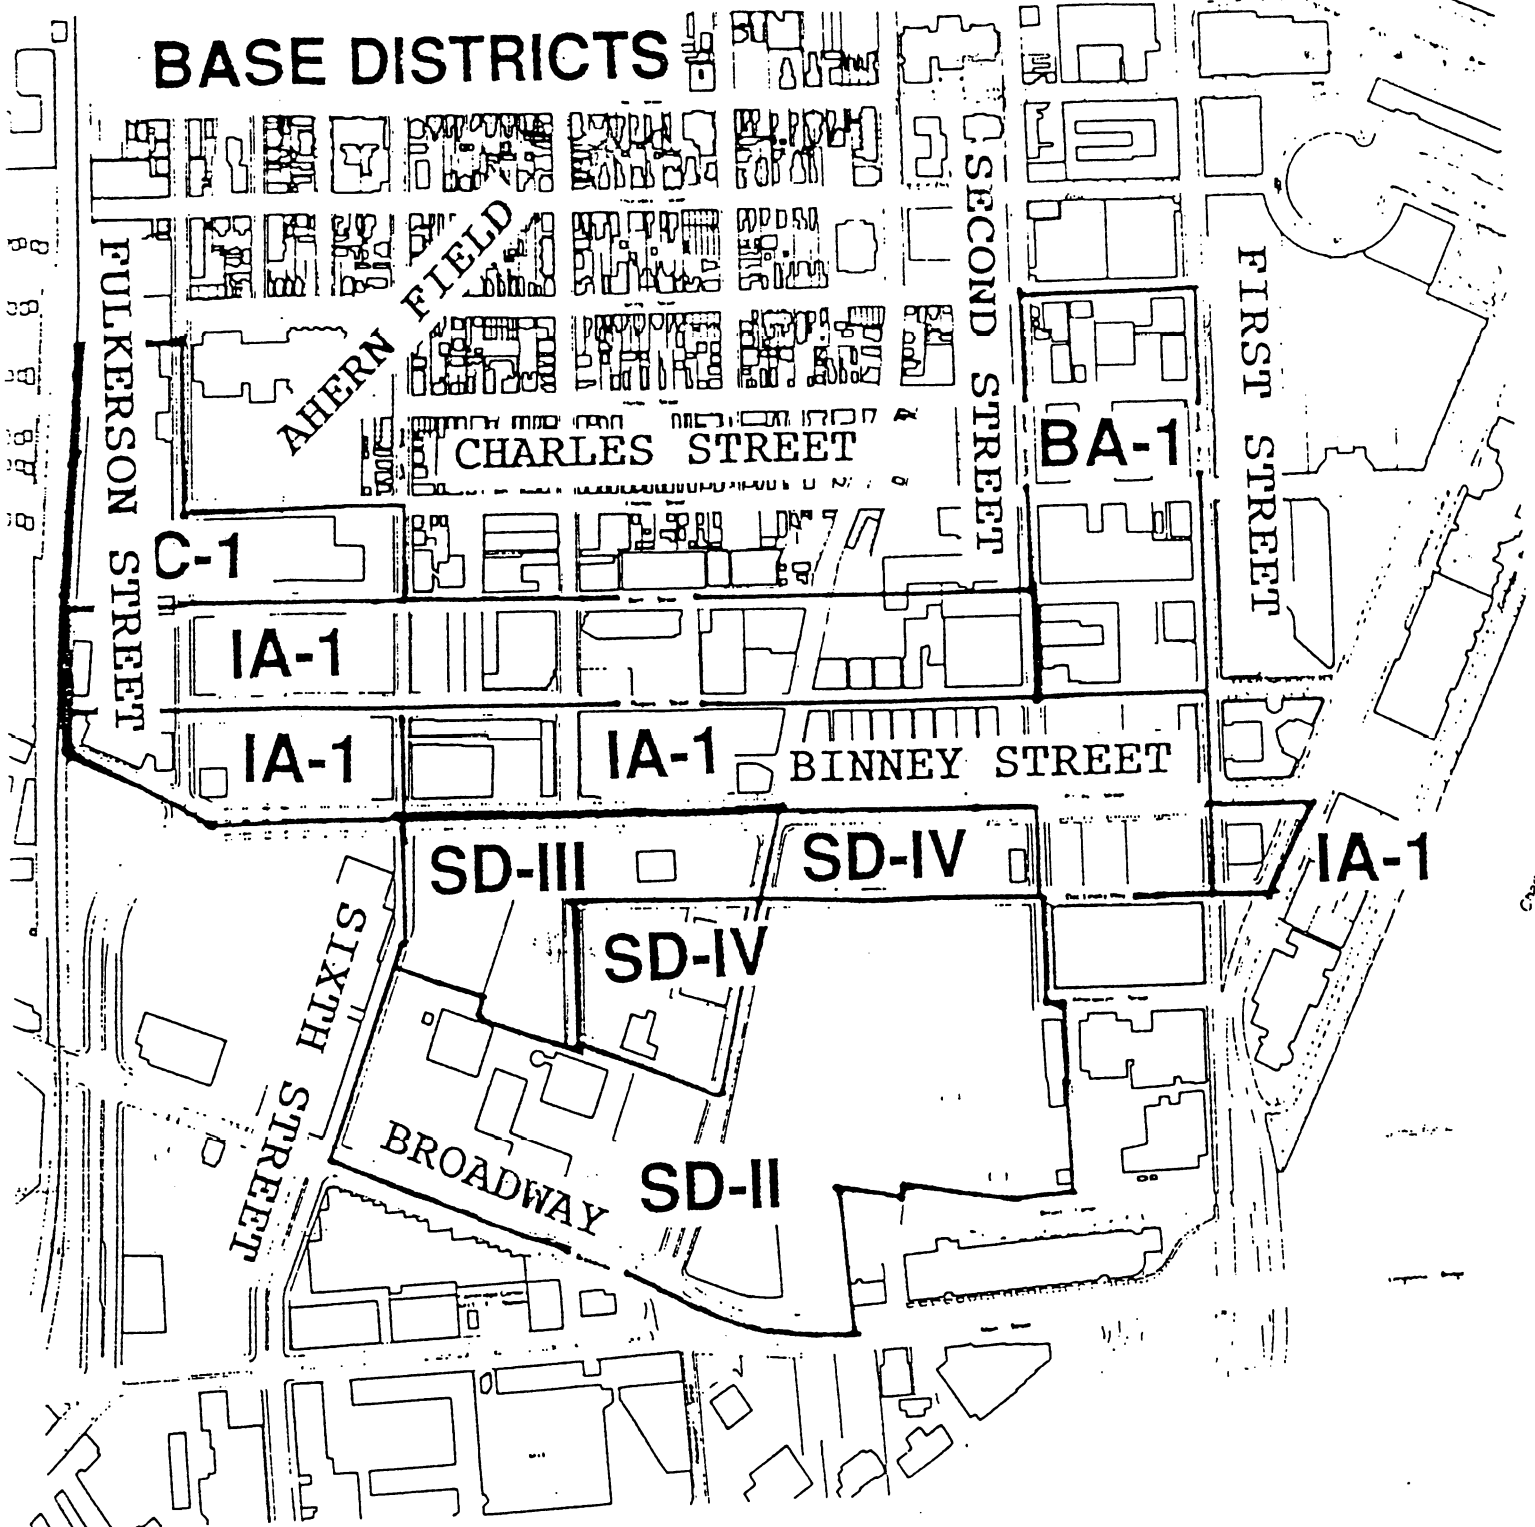 BASE DISTRICTS
FULKERSON STREET
AHERN FIELD
SECOND STREET
FIRST STREET
CHARLES STREET
BA-1
C-1
IA-1
IA-1
IA-1
BINNEY STREET
SD-III
SD-IV
IA-1
SIXTH STREET
SD-IV
BROADWAY
SD-II